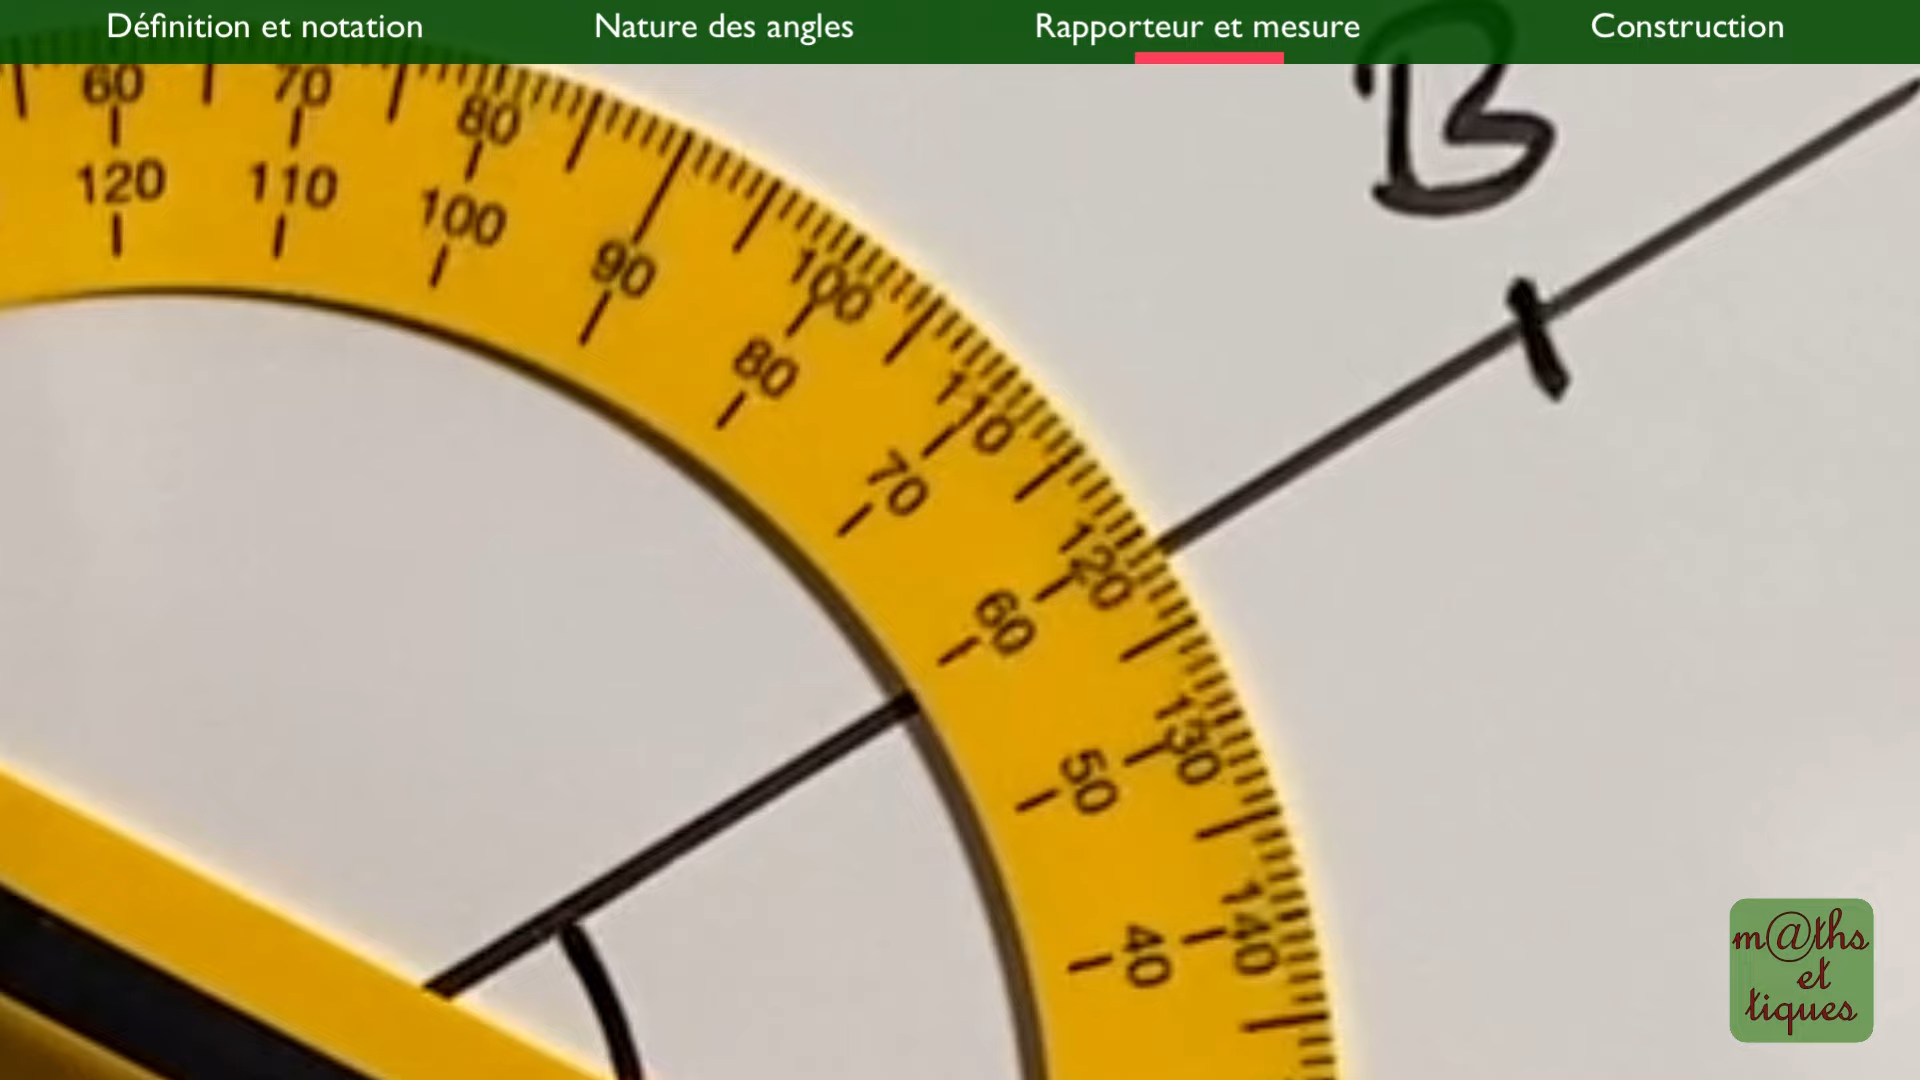 Définition et notation
Nature des angles
Rapporteur et mesure
Construction
B
60
70
80
90
100
110
120
130
140
120
110
100
80
70
60
50
40
m@ths
et
tiques